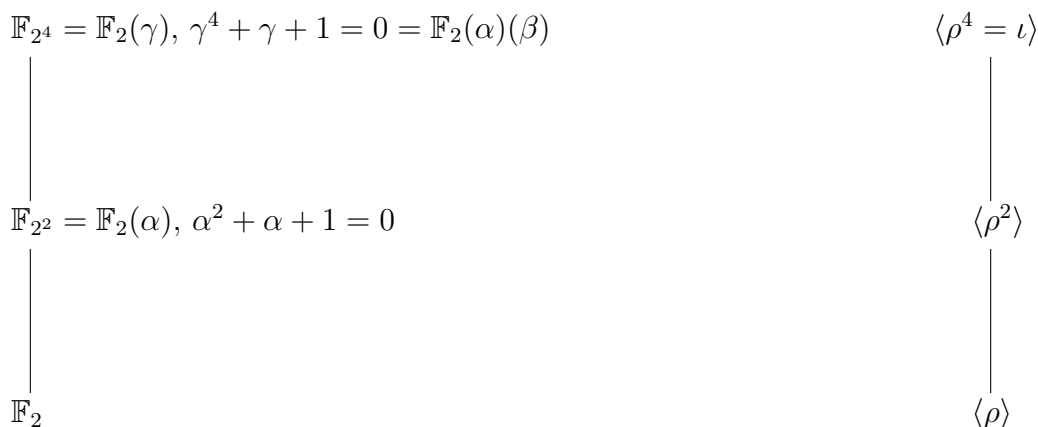 𝔽_{2^4} = 𝔽_2(γ), γ^4 + γ + 1 = 0 = 𝔽_2(α)(β) ⟨ρ^4 = ι⟩
𝔽_{2^2} = 𝔽_2(α), α^2 + α + 1 = 0 ⟨ρ^2⟩
𝔽_2 ⟨ρ⟩